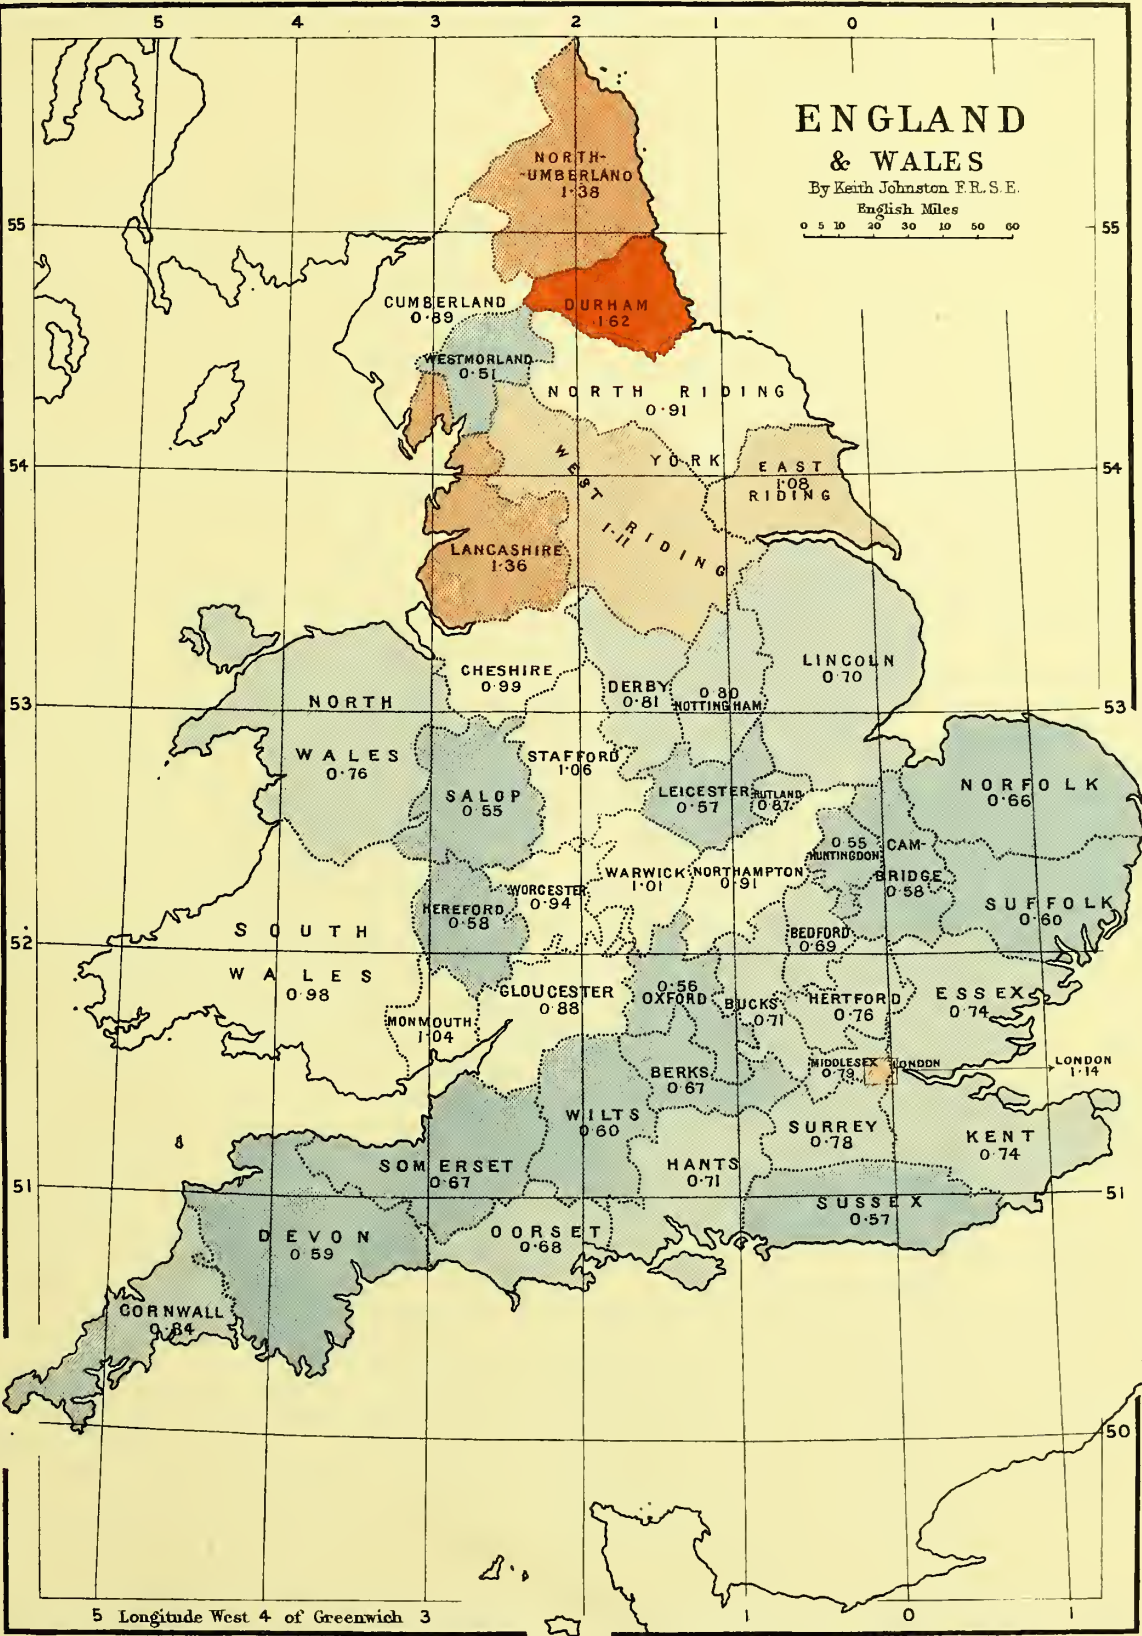 5 4 3 2 1 0 1
ENGLAND
& WALES
By Keith Johnston F.R.S.E.
English Miles
0 5 10 20 30 40 50 60
NORTH-
-UMBERLAND
1·38
55
55
CUMBERLAND
0·89
DURHAM
1·62
WESTMORLAND
0·51
NORTH RIDING
0·91
54
YORK
54
EAST
1·08
RIDING
WEST RIDING
1·11
LANCASHIRE
1·36
CHESHIRE
0·99
DERBY
0·81
0·80
NOTTINGHAM
LINCOLN
0·70
53
53
NORTH
WALES
0·76
STAFFORD
1·06
SALOP
0·55
LEICESTER
0·57
RUTLAND
0·87
NORFOLK
0·66
0·55
HUNTINGDON
CAM-
BRIDGE
0·58
WARWICK
1·01
NORTHAMPTON
0·91
WORCESTER
0·94
HEREFORD
0·58
SUFFOLK
0·60
52
52
SOUTH
WALES
0·98
BEDFORD
0·69
GLOUCESTER
0·88
0·56
OXFORD
BUCKS
0·71
HERTFORD
0·76
ESSEX
0·74
MONMOUTH
1·04
MIDDLESEX
0·79
LONDON
LONDON
1·14
BERKS
0·67
WILTS
0·60
SURREY
0·78
KENT
0·74
SOMERSET
0·67
HANTS
0·71
51
51
SUSSEX
0·57
DEVON
0·59
DORSET
0·68
CORNWALL
0·84
50
5 Longitude West 4 of Greenwich 3 1 0 1